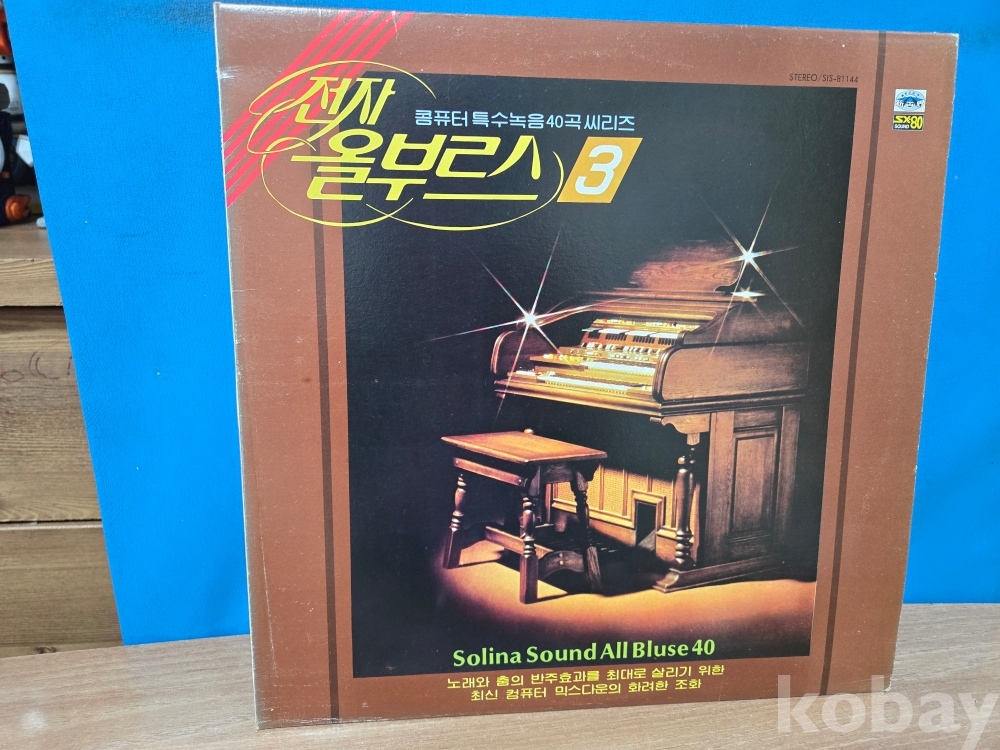 STEREO/SIS-81144
전자
콩퓨터 특수녹음 40곡 씨리즈
올부르스 3
SX-80
SOUND
Solina Sound All Bluse 40
노래와 춤의 반주효과를 최대로 살리기 위한
최신 컴퓨터 믹스다운의 화려한 조화
kobay